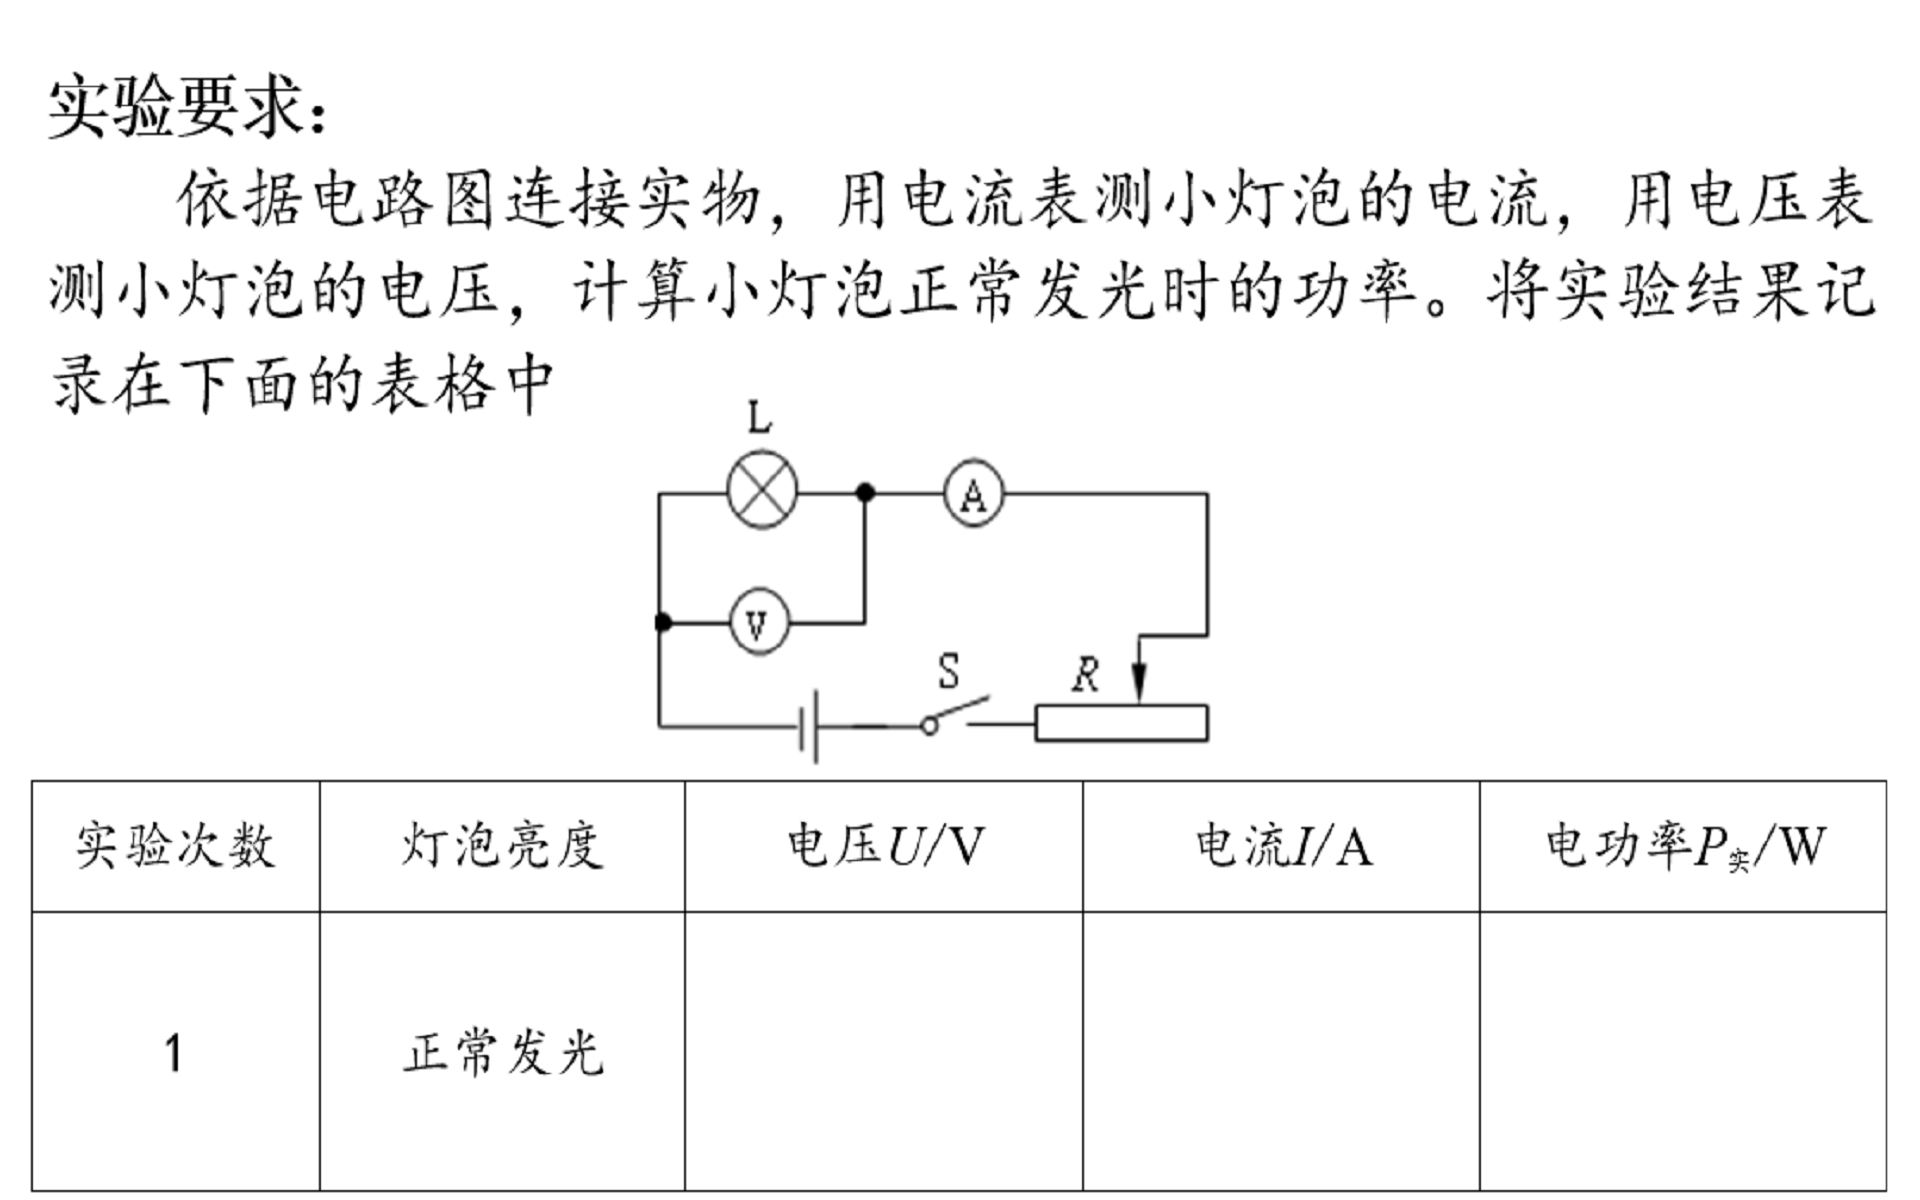 实验要求：
依据电路图连接实物，用电流表测小灯泡的电流，用电压表
测小灯泡的电压，计算小灯泡正常发光时的功率。将实验结果记
录在下面的表格中
L
A
V
S
R
实验次数 灯泡亮度 电压U/V 电流I/A 电功率P实/W
1 正常发光